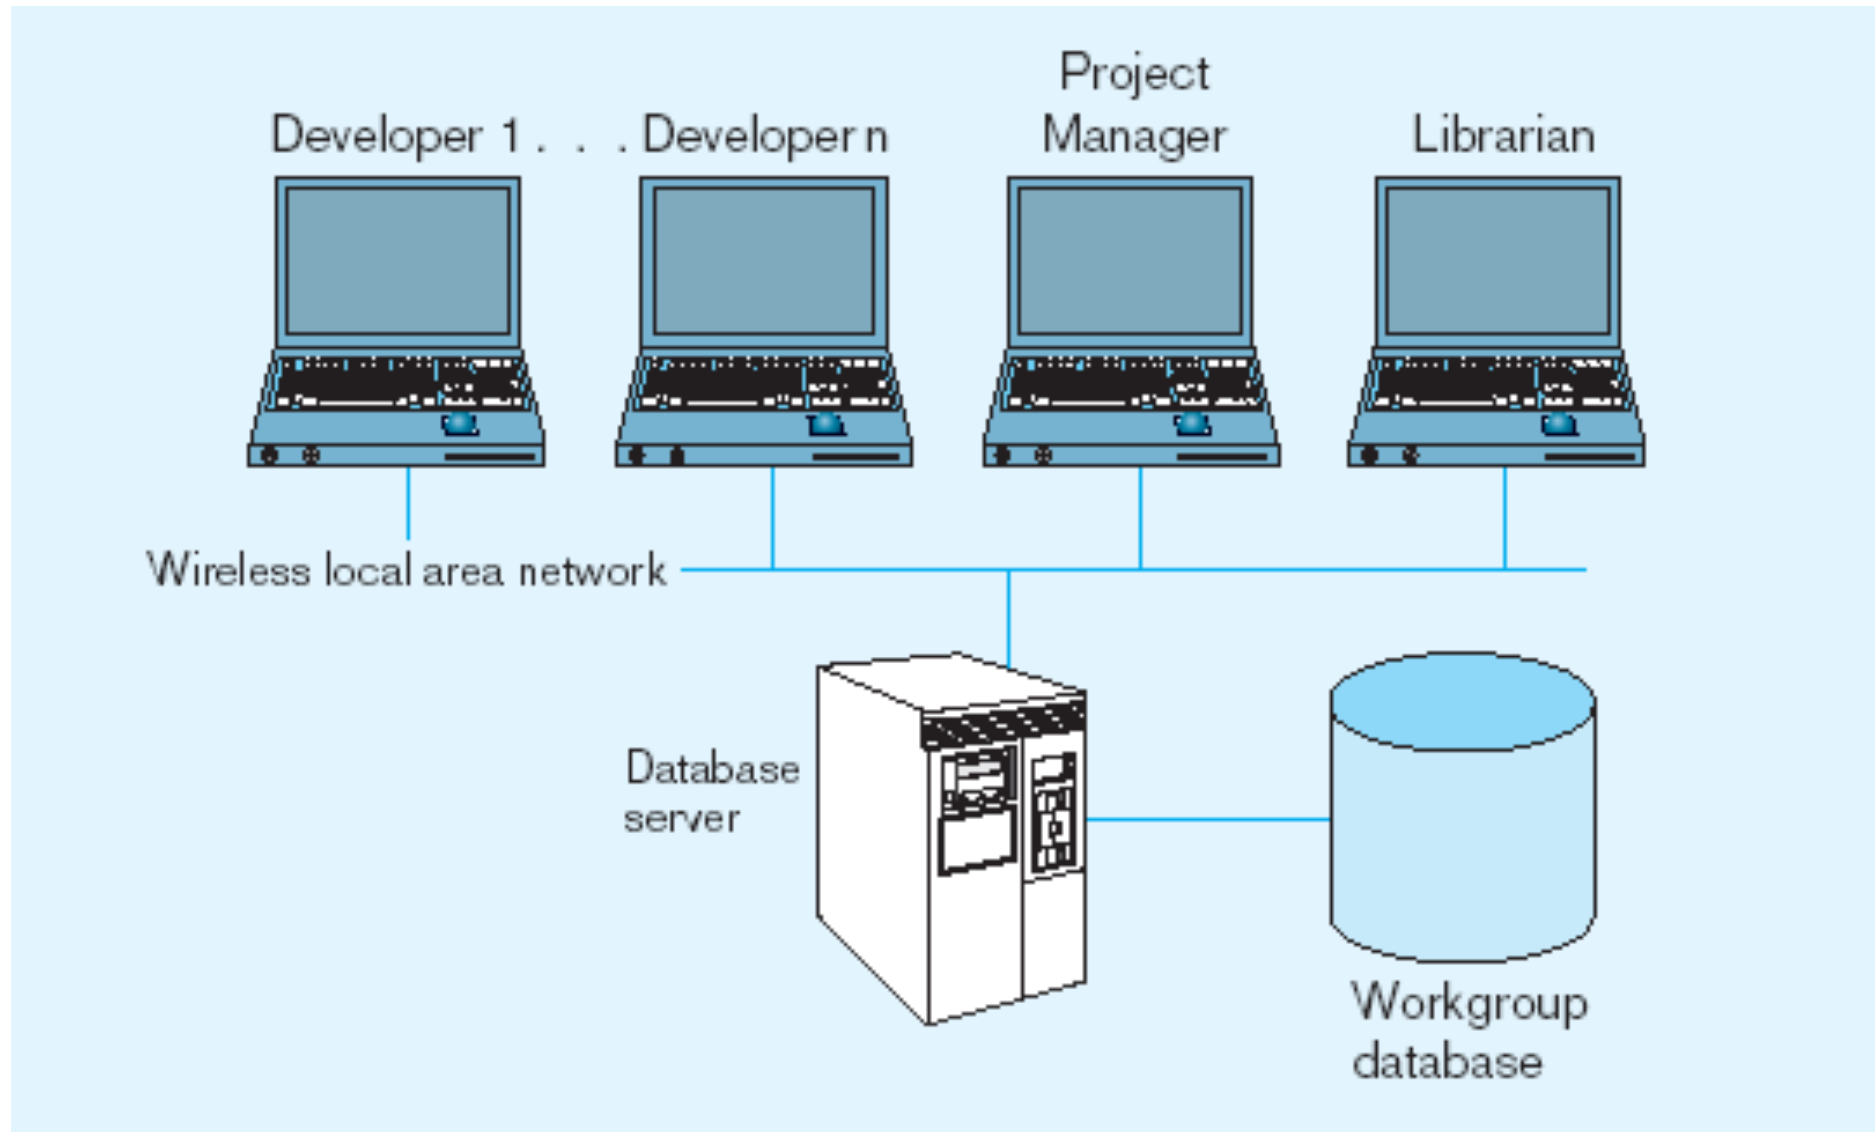 Developer 1 . . . Developer n
Project
Manager
Librarian
Wireless local area network
Database
server
Workgroup
database